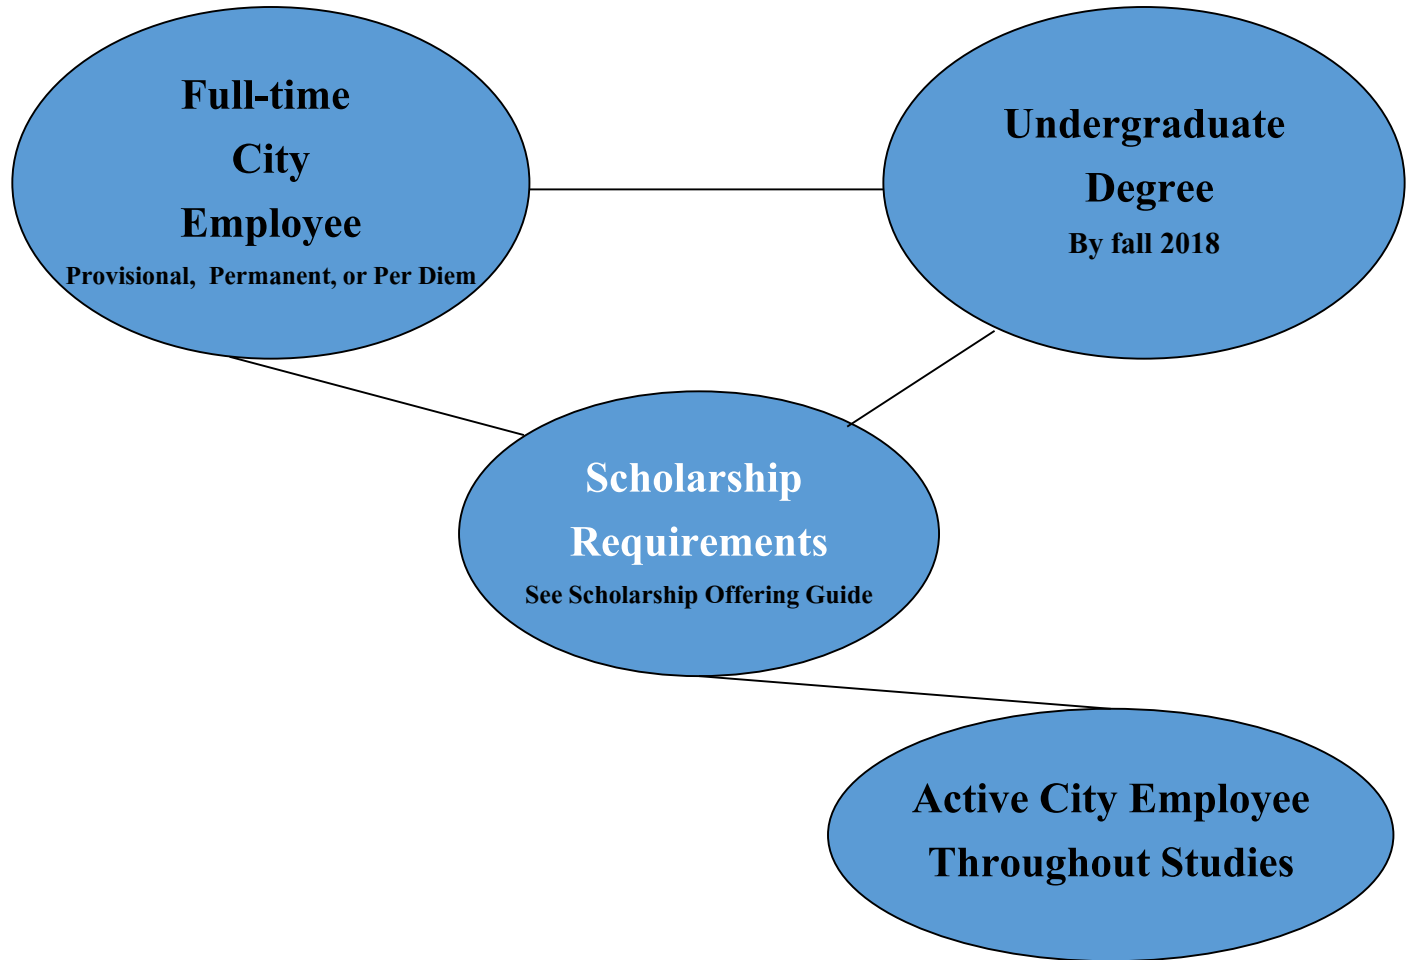 Full-time
City
Employee
Provisional, Permanent, or Per Diem
Undergraduate
Degree
By fall 2018
Scholarship
Requirements
See Scholarship Offering Guide
Active City Employee
Throughout Studies